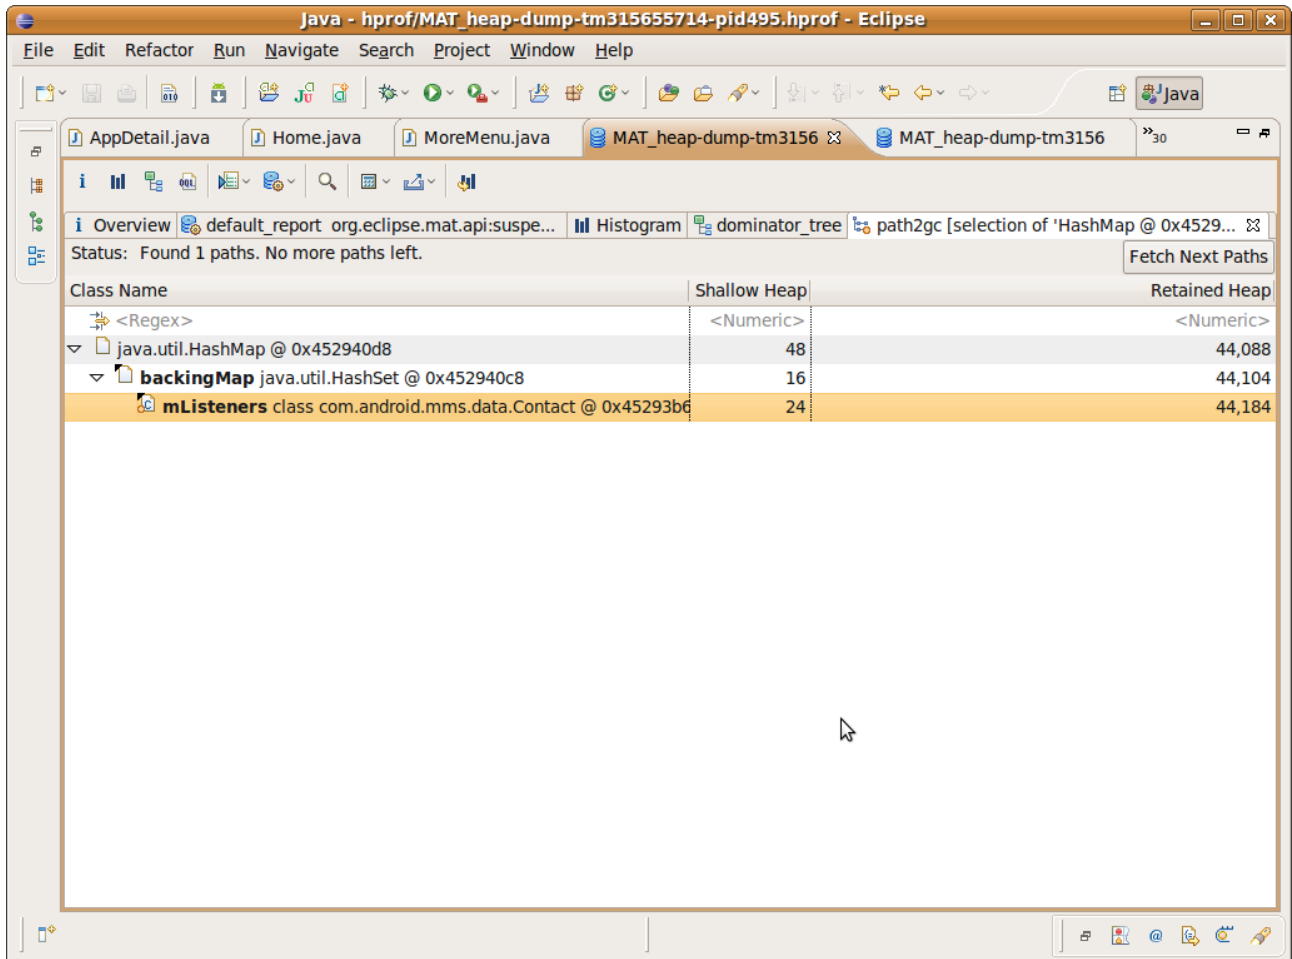 Java - hprof/MAT_heap-dump-tm315655714-pid495.hprof - Eclipse
File Edit Refactor Run Navigate Search Project Window Help
Java
AppDetail.java Home.java MoreMenu.java MAT_heap-dump-tm3156 MAT_heap-dump-tm3156 »30
i Overview default_report org.eclipse.mat.api:suspe... Histogram dominator_tree path2gc [selection of 'HashMap @ 0x4529...
Status: Found 1 paths. No more paths left.
Fetch Next Paths
Class Name Shallow Heap Retained Heap
<Regex> <Numeric> <Numeric>
java.util.HashMap @ 0x452940d8 48 44,088
backingMap java.util.HashSet @ 0x452940c8 16 44,104
mListeners class com.android.mms.data.Contact @ 0x45293b6 24 44,184